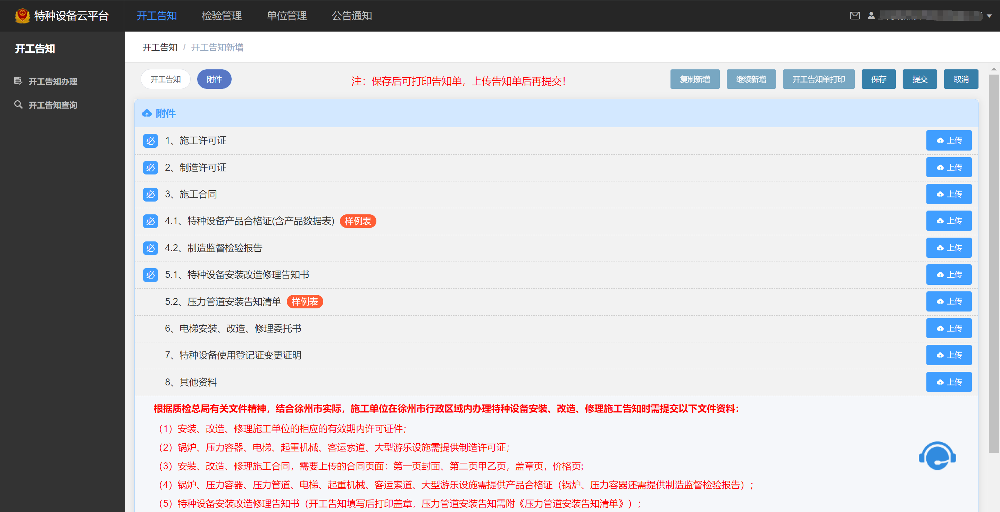 特种设备云平台
开工告知 检验管理 单位管理 公告通知
开工告知
开工告知办理
开工告知查询
开工告知 / 开工告知新增
开工告知 附件
注：保存后可打印告知单，上传告知单后再提交！
复制新增 继续新增 开工告知单打印 保存 提交 取消
附件
必 1、施工许可证 上传
必 2、制造许可证 上传
必 3、施工合同 上传
必 4.1、特种设备产品合格证(含产品数据表) 样例表 上传
必 4.2、制造监督检验报告 上传
必 5.1、特种设备安装改造修理告知书 上传
5.2、压力管道安装告知清单 样例表 上传
6、电梯安装、改造、修理委托书 上传
7、特种设备使用登记证变更证明 上传
8、其他资料 上传
根据质检总局有关文件精神，结合徐州市实际，施工单位在徐州市行政区域内办理特种设备安装、改造、修理施工告知时需提交以下文件资料：
（1）安装、改造、修理施工单位的相应的有效期内许可证件；
（2）锅炉、压力容器、电梯、起重机械、客运索道、大型游乐设施需提供制造许可证；
（3）安装、改造、修理施工合同，需要上传的合同页面：第一页封面、第二页甲乙页，盖章页，价格页;
（4）锅炉、压力容器、压力管道、电梯、起重机械、客运索道、大型游乐设施需提供产品合格证（锅炉、压力容器还需提供制造监督检验报告）；
（5）特种设备安装改造修理告知书（开工告知填写后打印盖章，压力管道安装告知需附《压力管道安装告知清单》）；